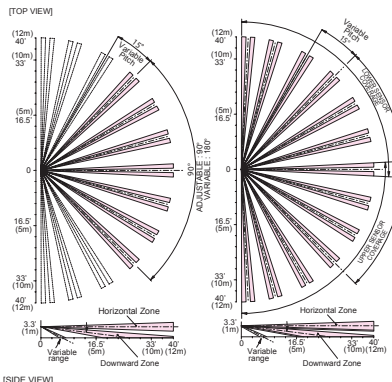 [TOP VIEW]
(12m)
40'
(10m)
33'
(5m)
16.5'
0
16.5'
(5m)
33'
(10m)
40'
(12m)
15°
Variable
Pitch
90°
ADJUSTABLE : 90°
VARIABLE : 180°
(12m)
40'
(10m)
33'
(5m)
16.5'
0
16.5'
(5m)
33'
(10m)
40'
(12m)
Variable
Pitch
15°
LOWER SENSOR
COVERAGE
UPPER SENSOR
COVERGE
3.3'
(1m)
Horizontal Zone
0
16.5'
(5m)
33'
(10m)
40'
(12m)
Variable
range
Downward Zone
3.3'
(1m)
Horizontal Zone
0
16.5'
(5m)
33'
(10m)
40'
(12m)
Variable
range
Downward Zone
[SIDE VIEW]